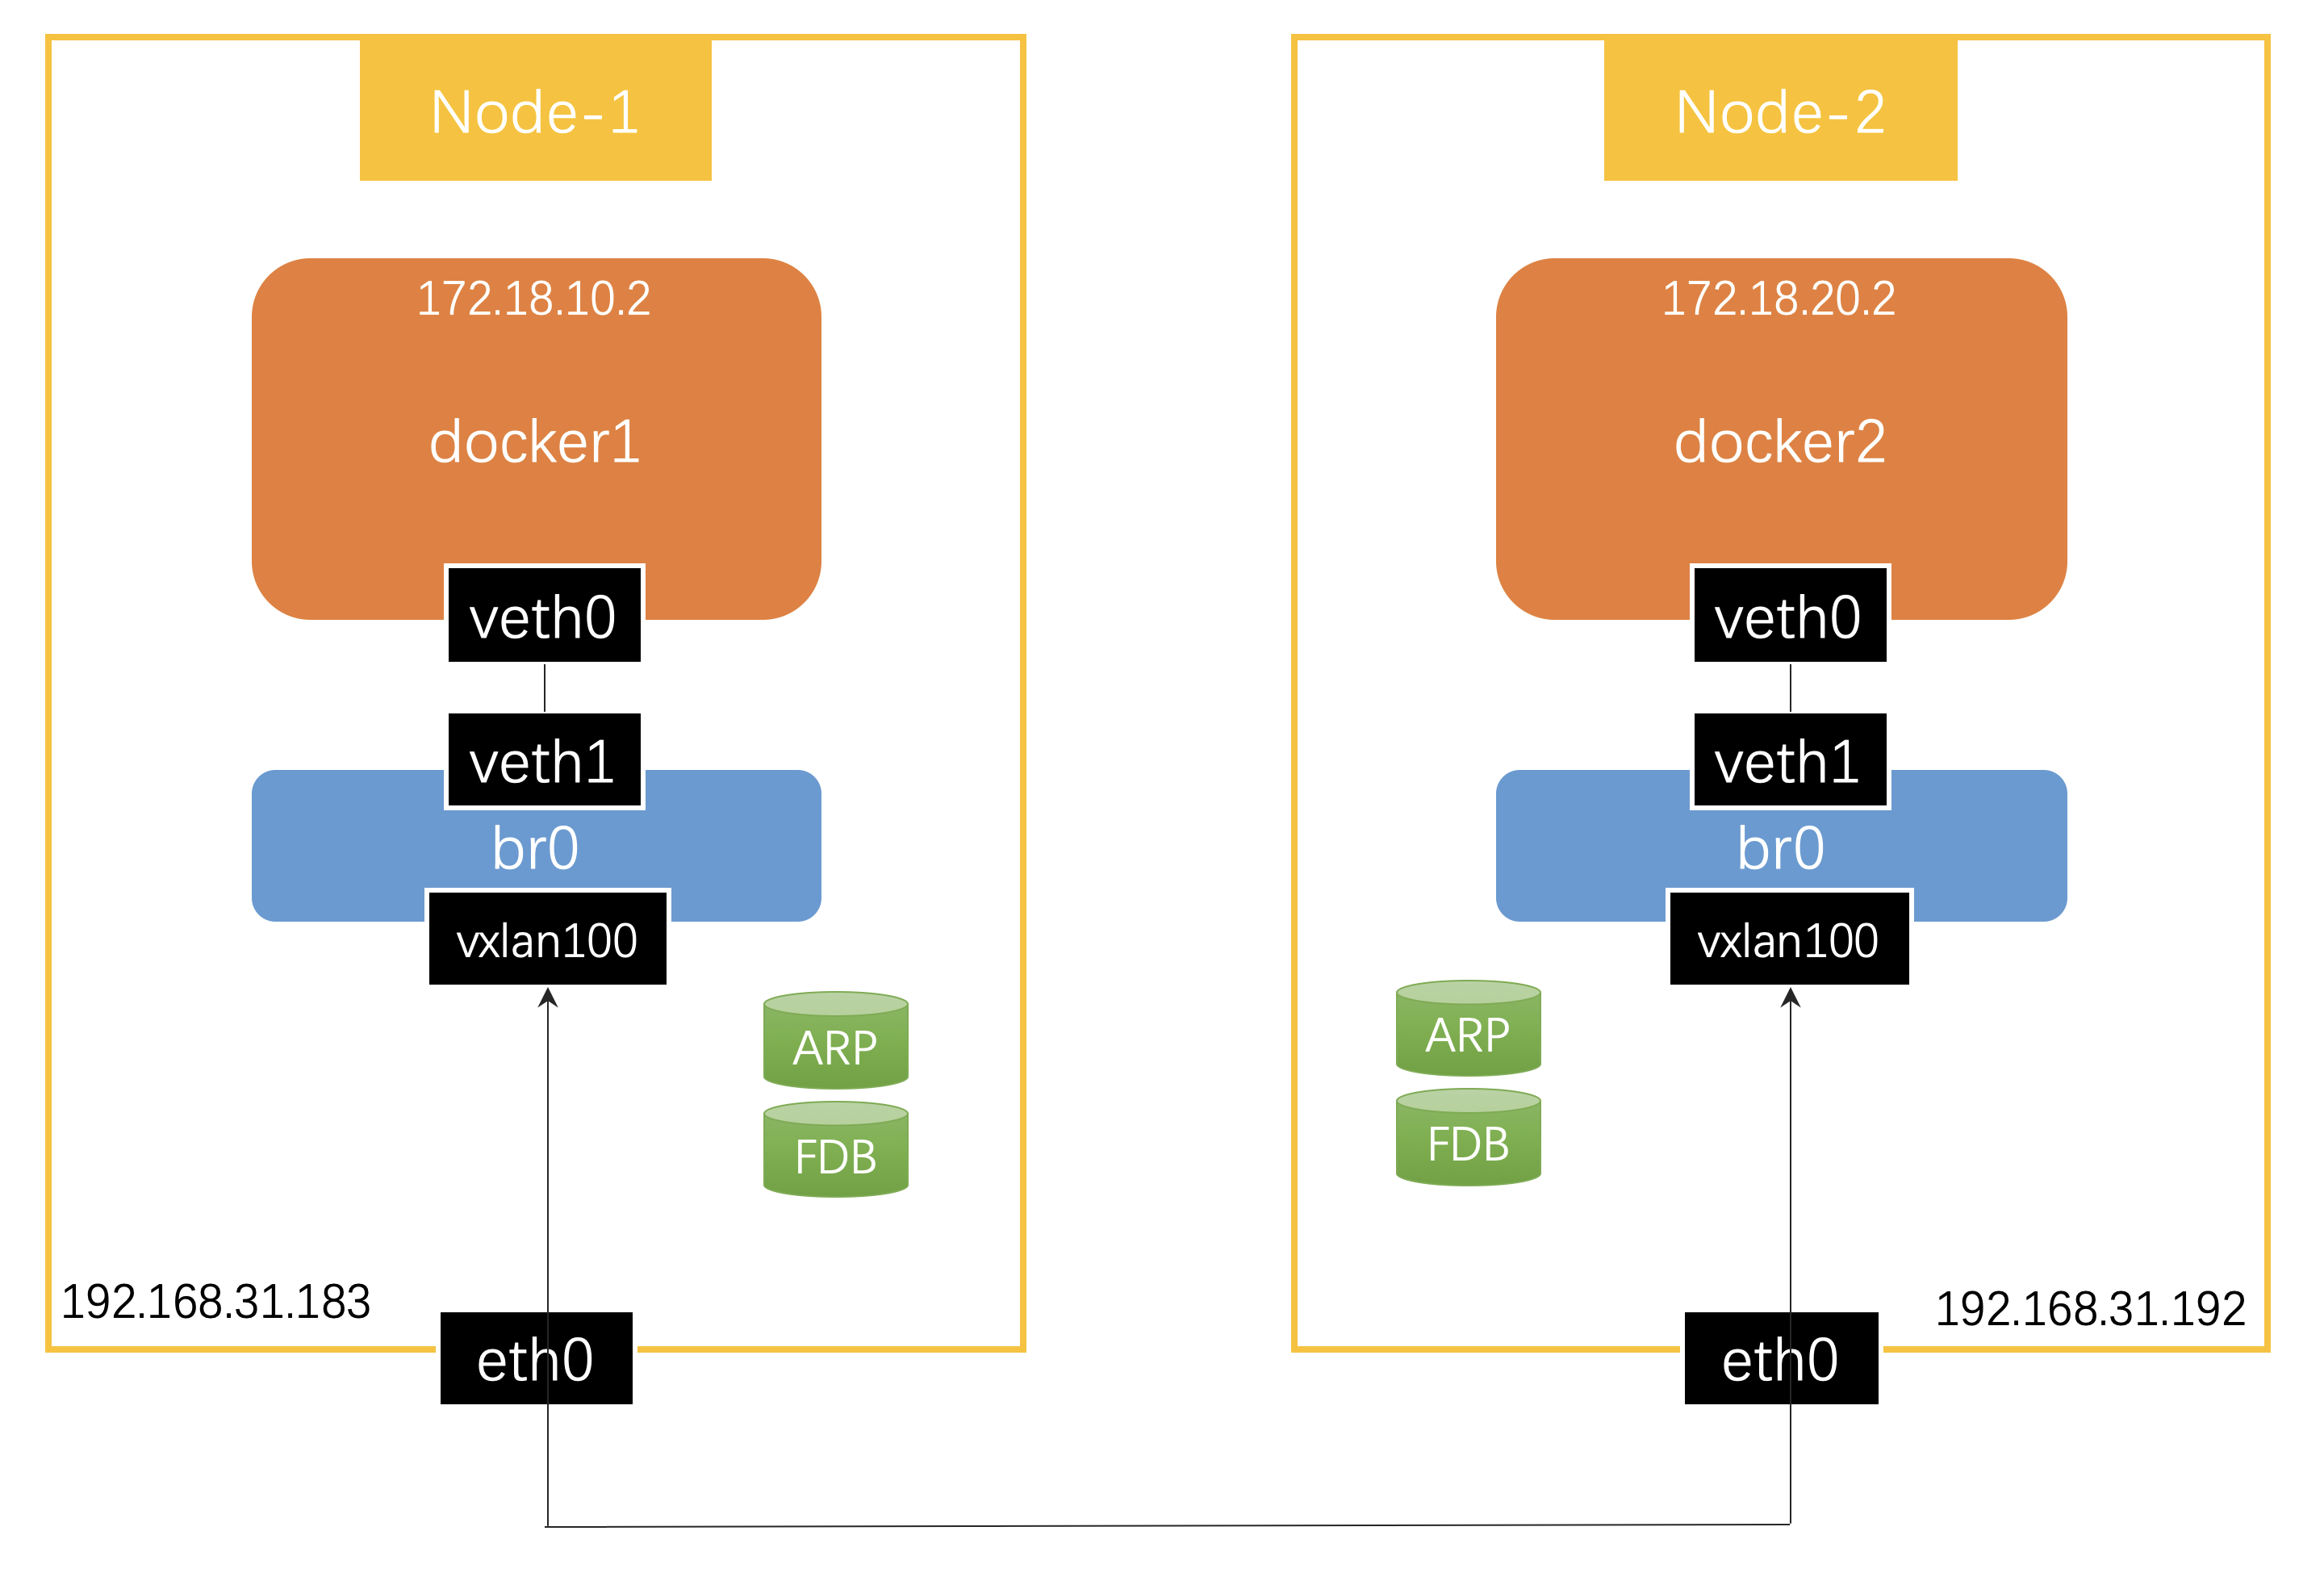 Node-1
172.18.10.2
docker1
veth0
veth1
br0
vxlan100
ARP
FDB
192.168.31.183
eth0
Node-2
172.18.20.2
docker2
veth0
veth1
br0
vxlan100
ARP
FDB
192.168.31.192
eth0